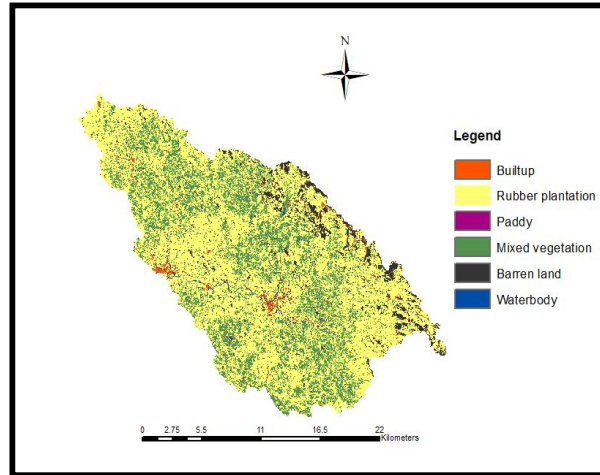 N
Legend
Builtup
Rubber plantation
Paddy
Mixed vegetation
Barren land
Waterbody
0 2.75 5.5 11 16.5 22
Kilometers